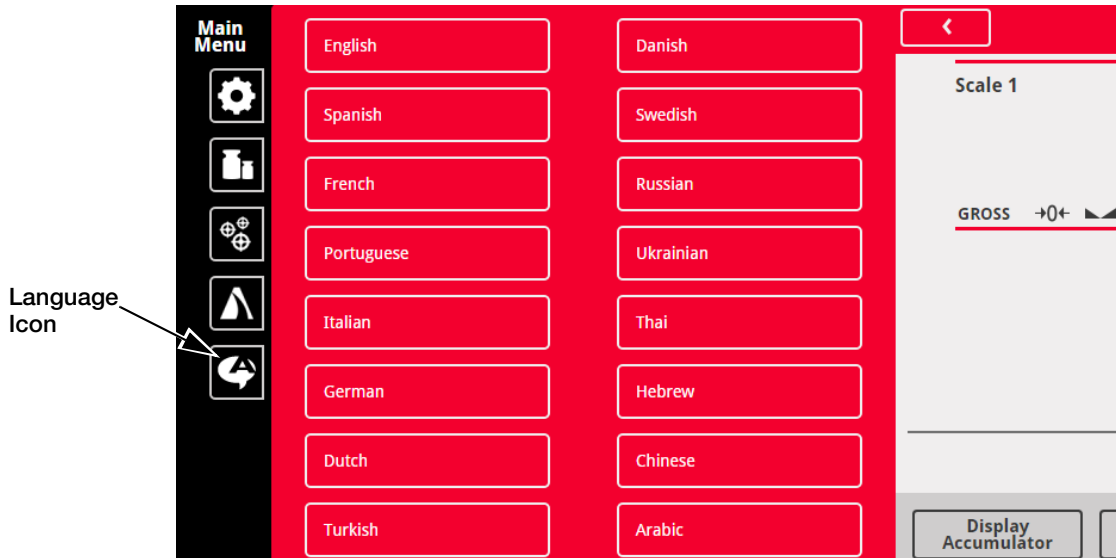 Main
Menu
Language
Icon
English
Spanish
French
Portuguese
Italian
German
Dutch
Turkish
Danish
Swedish
Russian
Ukrainian
Thai
Hebrew
Chinese
Arabic
Scale 1
GROSS →0←
Display
Accumulator